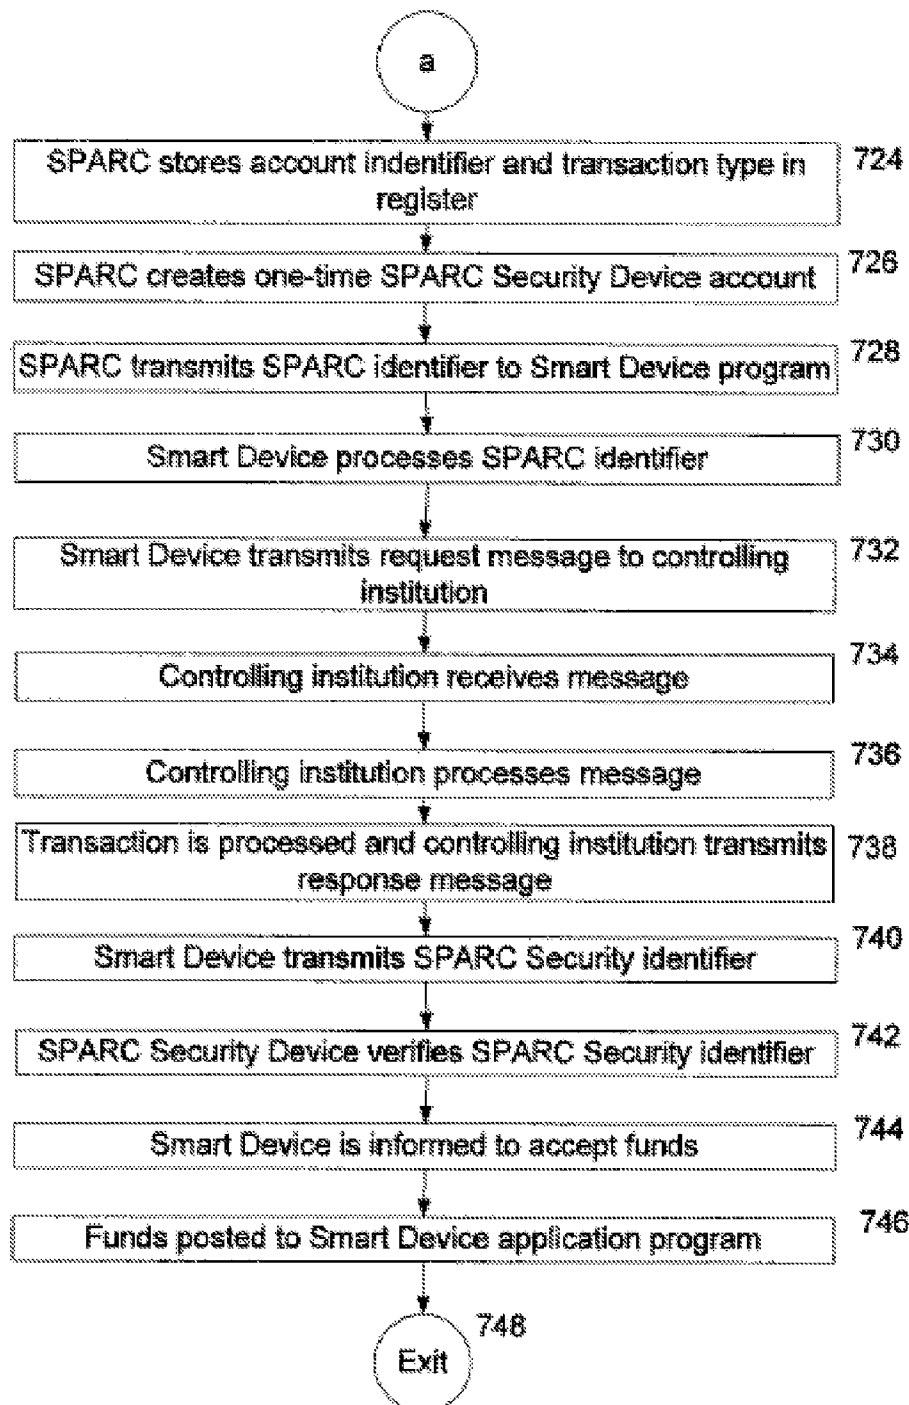 a
SPARC stores account indentifier and transaction type in
register
724
SPARC creates one-time SPARC Security Device account
726
SPARC transmits SPARC identifier to Smart Device program
728
Smart Device processes SPARC identifier
730
Smart Device transmits request message to controlling
institution
732
Controlling institution receives message
734
Controlling institution processes message
736
Transaction is processed and controlling institution transmits
response message
738
Smart Device transmits SPARC Security identifier
740
SPARC Security Device verifies SPARC Security identifier
742
Smart Device is informed to accept funds
744
Funds posted to Smart Device application program
746
Exit
748